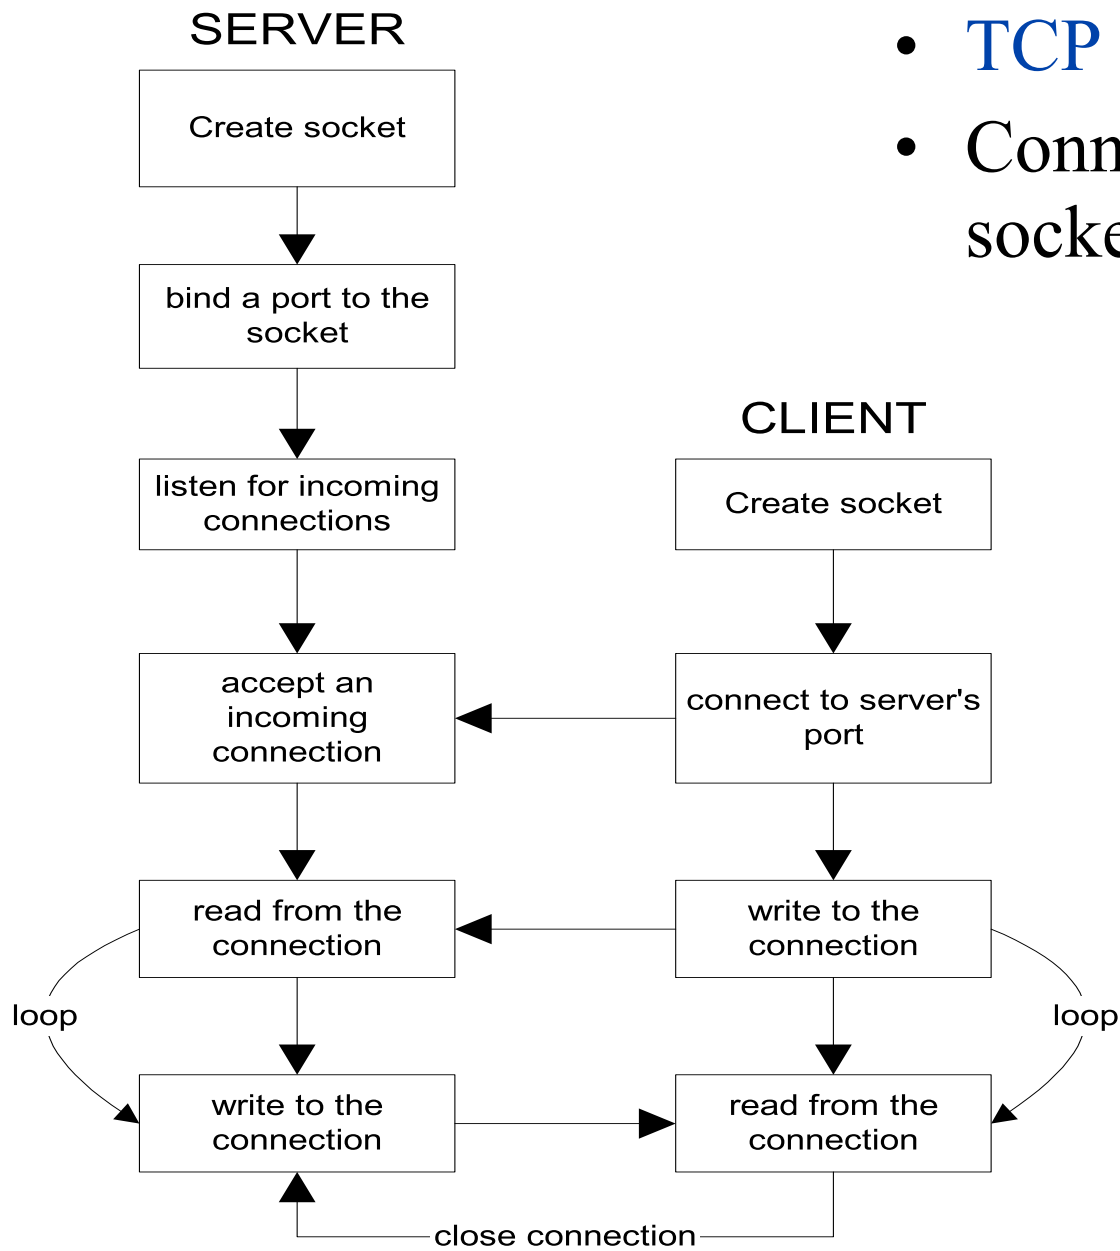 SERVER
Create socket
bind a port to the
socket
listen for incoming
connections
accept an
incoming
connection
read from the
connection
loop
write to the
connection
CLIENT
Create socket
connect to server's
port
write to the
connection
loop
read from the
connection
close connection
• TCP
•